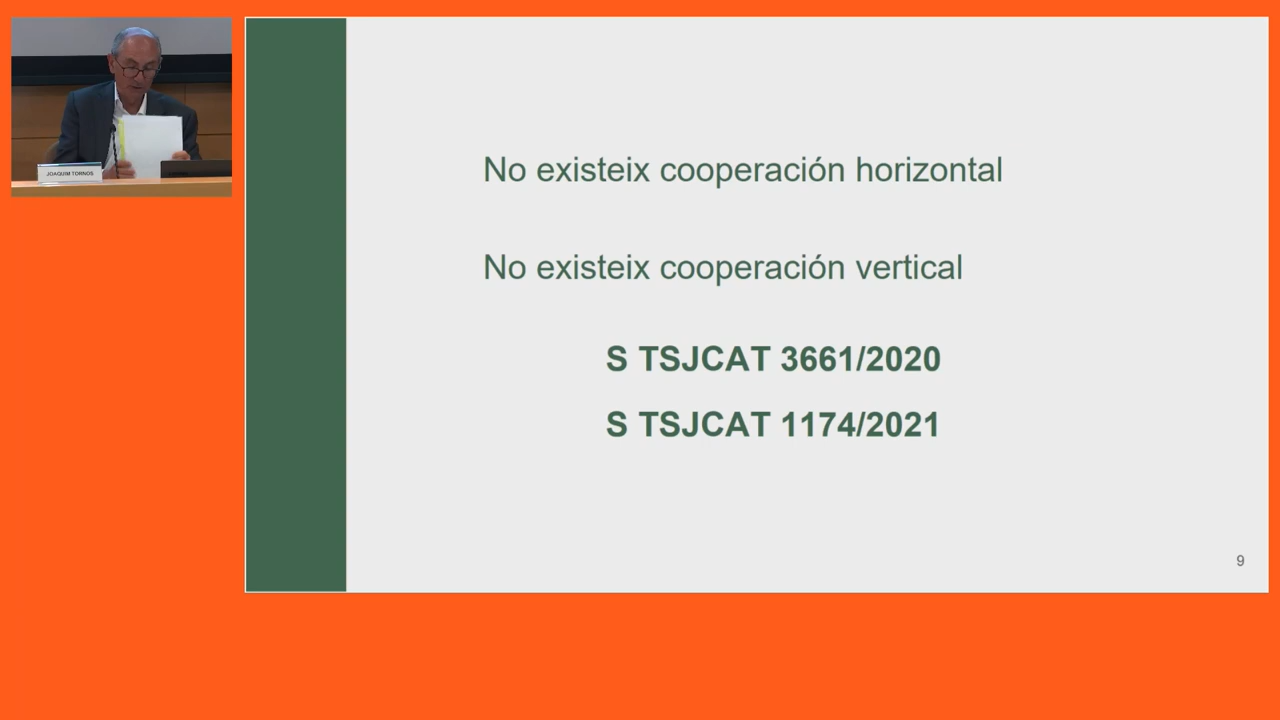 JOAQUIM TORNOS
No existeix cooperación horizontal
No existeix cooperación vertical
S TSJCAT 3661/2020
S TSJCAT 1174/2021
9